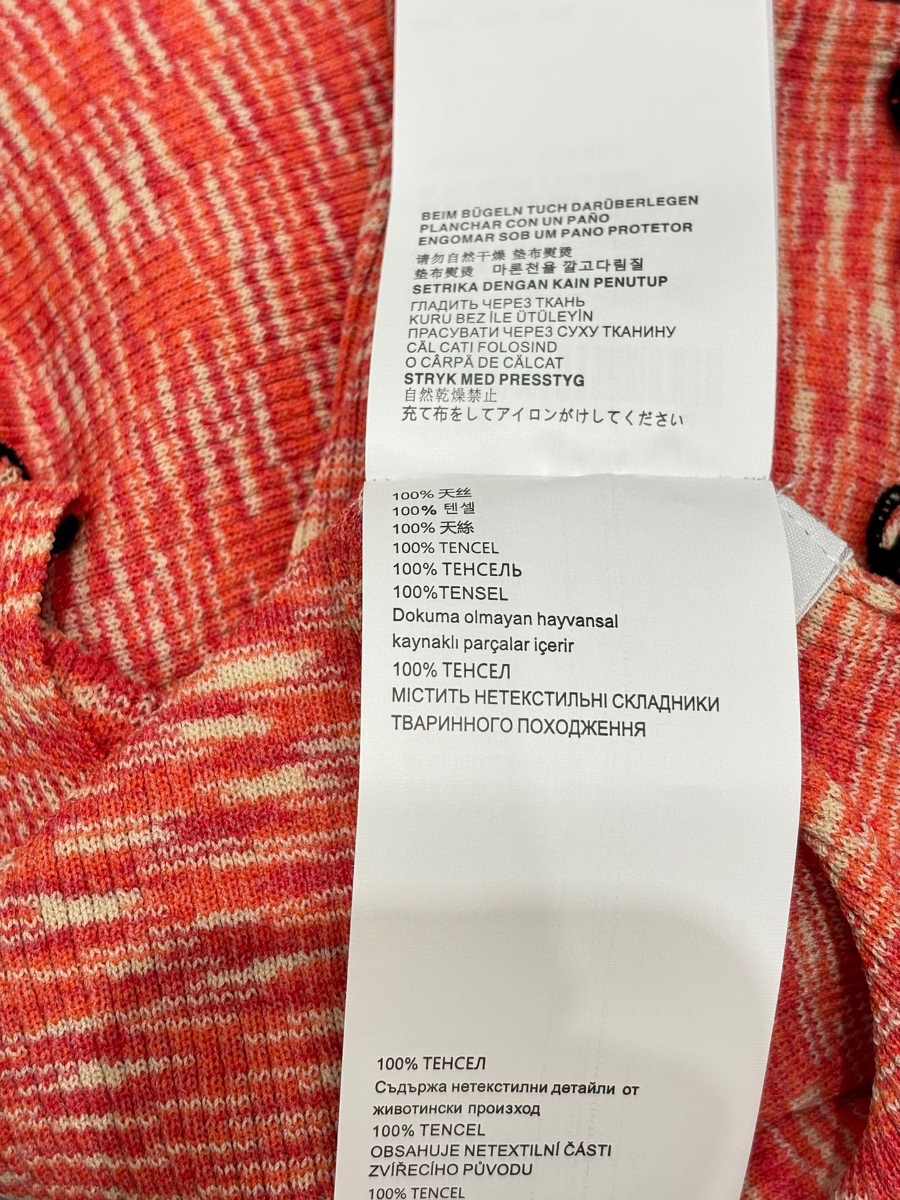 BEIM BÜGELN TUCH DARÜBERLEGEN
PLANCHAR CON UN PAÑO
ENGOMAR SOB UM PANO PROTETOR
请勿自然干燥 垫布熨烫
垫布熨烫 마른천을 깔고다림질
SETRIKA DENGAN KAIN PENUTUP
ГЛАДИТЬ ЧЕРЕЗ ТКАНЬ
KURU BEZ İLE ÜTÜLEYİN
ПРАСУВАТИ ЧЕРЕЗ СУХУ ТКАНИНУ
CĂL CATI FOLOSIND
O CÂRPĂ DE CĂLCAT
STRYK MED PRESSTYG
自然乾燥禁止
充て布をしてアイロンがけしてください
100% 天丝
100% 텐셀
100% 天絲
100% TENCEL
100% ТЕНСЕЛЬ
100%TENSEL
Dokuma olmayan hayvansal
kaynaklı parçalar içerir
100% ТЕНСЕЛ
МІСТИТЬ НЕТЕКСТИЛЬНІ СКЛАДНИКИ
ТВАРИННОГО ПОХОДЖЕННЯ
100% ТЕНСЕЛ
Съдържа нетекстилни детайли от
животински произход
100% TENCEL
OBSAHUJE NETEXTILNÍ ČÁSTI
ZVÍŘECÍHO PŮVODU
100% TENCEL